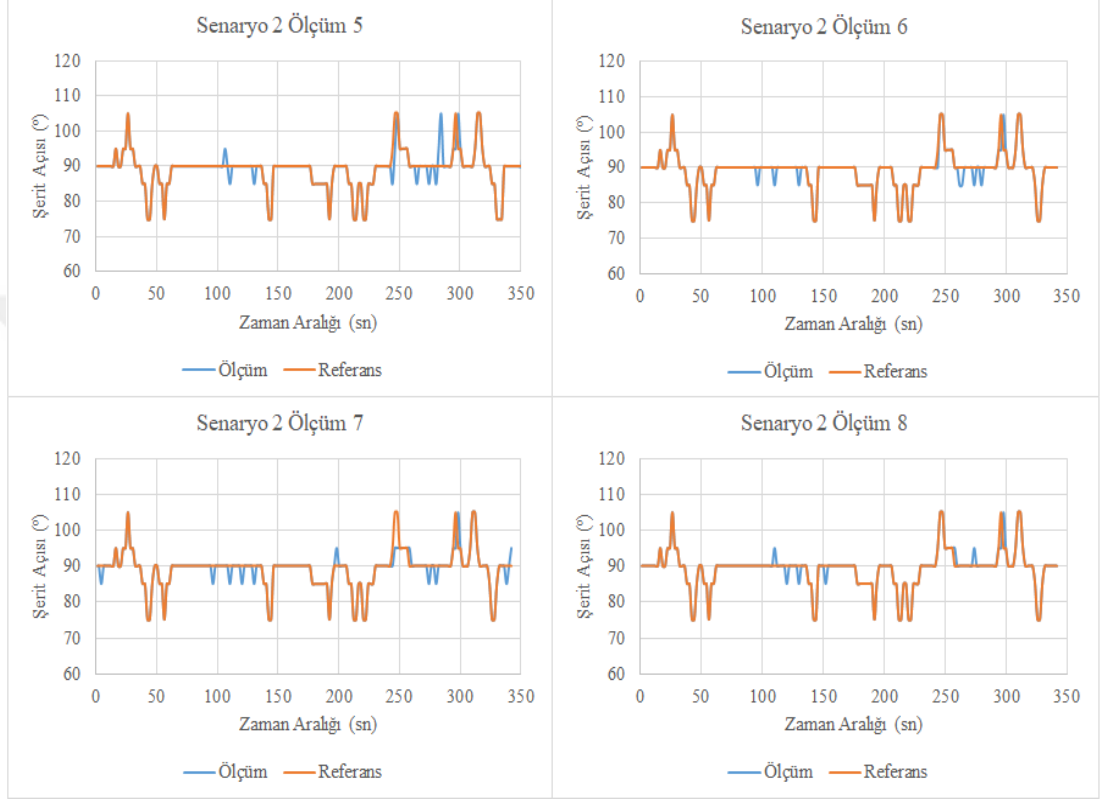 Senaryo 2 Ölçüm 5
120
110
100
90
80
70
60
Şerit Açısı (º)
0 50 100 150 200 250 300 350
Zaman Aralığı (sn)
Ölçüm Referans
Senaryo 2 Ölçüm 6
120
110
100
90
80
70
60
Şerit Açısı (º)
0 50 100 150 200 250 300 350
Zaman Aralığı (sn)
Ölçüm Referans
Senaryo 2 Ölçüm 7
120
110
100
90
80
70
60
Şerit Açısı (º)
0 50 100 150 200 250 300 350
Zaman Aralığı (sn)
Ölçüm Referans
Senaryo 2 Ölçüm 8
120
110
100
90
80
70
60
Şerit Açısı (º)
0 50 100 150 200 250 300 350
Zaman Aralığı (sn)
Ölçüm Referans